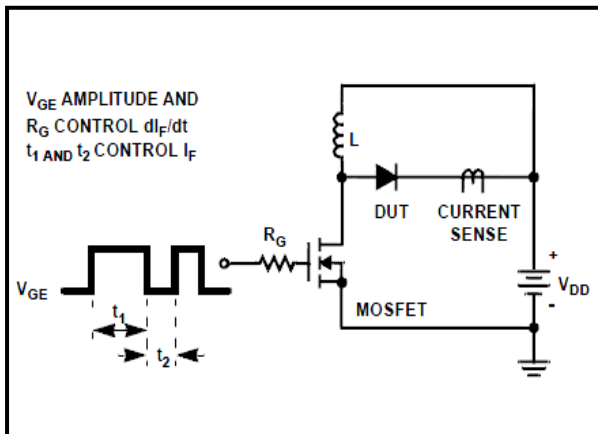 V_GE AMPLITUDE AND
R_G CONTROL dI_F/dt
t_1 AND t_2 CONTROL I_F
L
DUT
CURRENT
SENSE
R_G
V_GE
MOSFET
+
V_DD
-
t_1
t_2